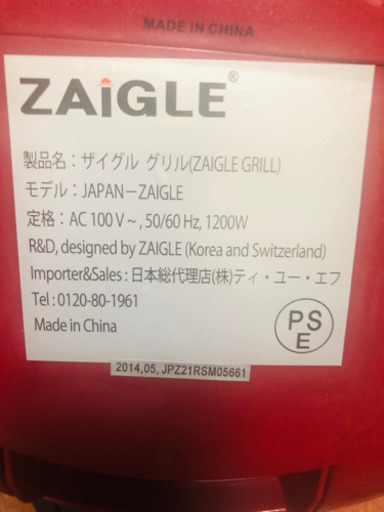 MADE IN CHINA
ZAiGLE®
製品名：ザイグル グリル(ZAIGLE GRILL)
モデル：JAPAN－ZAIGLE
定格：AC 100 V ~ , 50/60 Hz, 1200W
R&D, designed by ZAIGLE (Korea and Switzerland)
Importer&Sales : 日本総代理店(株)ティ・ユー・エフ
Tel : 0120-80-1961
Made in China
PS
E
2014,05, JPZ21RSM05661